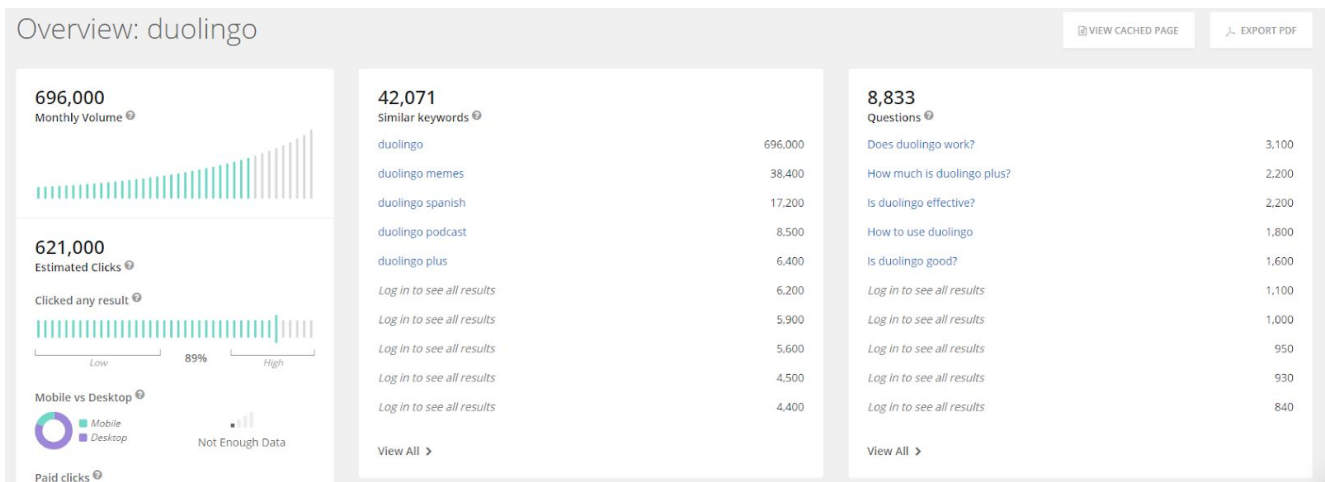 Overview: duolingo
VIEW CACHED PAGE
EXPORT PDF
696,000
Monthly Volume
621,000
Estimated Clicks
Clicked any result
Low
89%
High
Mobile vs Desktop
Mobile
Desktop
Not Enough Data
Paid clicks
42,071
Similar keywords
duolingo 696,000
duolingo memes 38,400
duolingo spanish 17,200
duolingo podcast 8,500
duolingo plus 6,400
Log in to see all results 6,200
Log in to see all results 5,900
Log in to see all results 5,600
Log in to see all results 4,500
Log in to see all results 4,400
View All
8,833
Questions
Does duolingo work? 3,100
How much is duolingo plus? 2,200
Is duolingo effective? 2,200
How to use duolingo 1,800
Is duolingo good? 1,600
Log in to see all results 1,100
Log in to see all results 1,000
Log in to see all results 950
Log in to see all results 930
Log in to see all results 840
View All